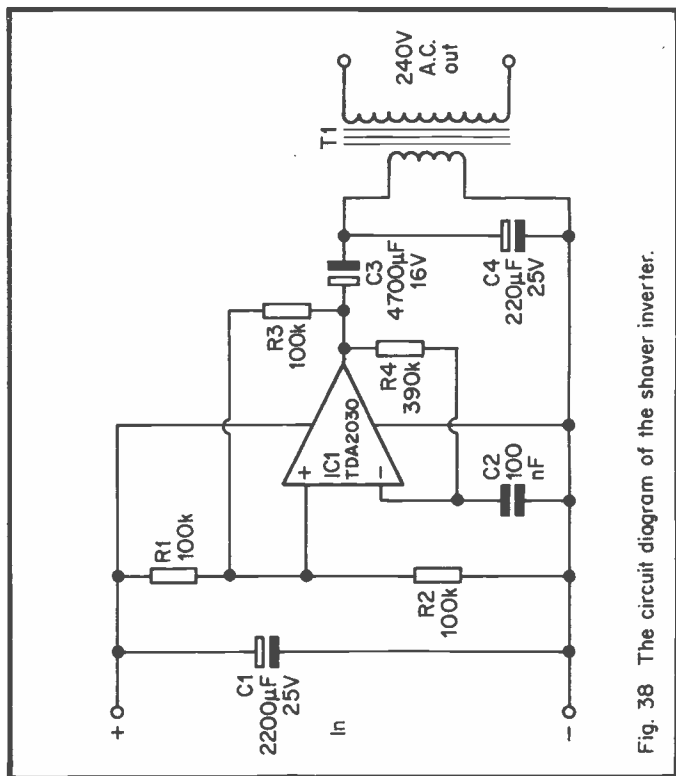 +
R1
100k
C1
2200µF
25V
In
R2
100k
-
+
IC1
TDA2030
-
R3
100k
R4
390k
C2
100
nF
C3
4700µF
16V
C4
220µF
25V
T1
240V
A.C.
out
Fig. 38 The circuit diagram of the shaver inverter.